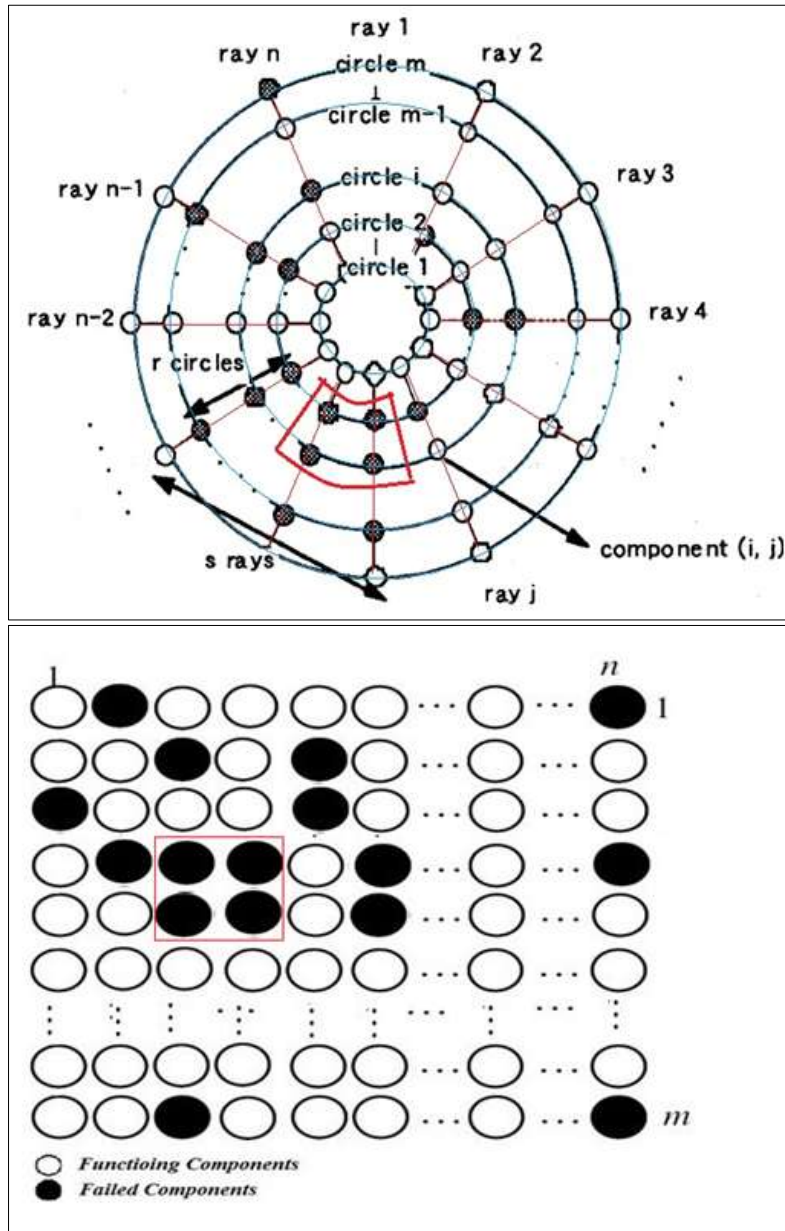 ray 1
ray n
ray 2
circle m
circle m-1
ray n-1
circle i
ray 3
circle 2
circle 1
ray n-2
ray 4
r circles
s rays
component (i, j)
ray j
1
n
1
m
Functioing Components
Failed Components